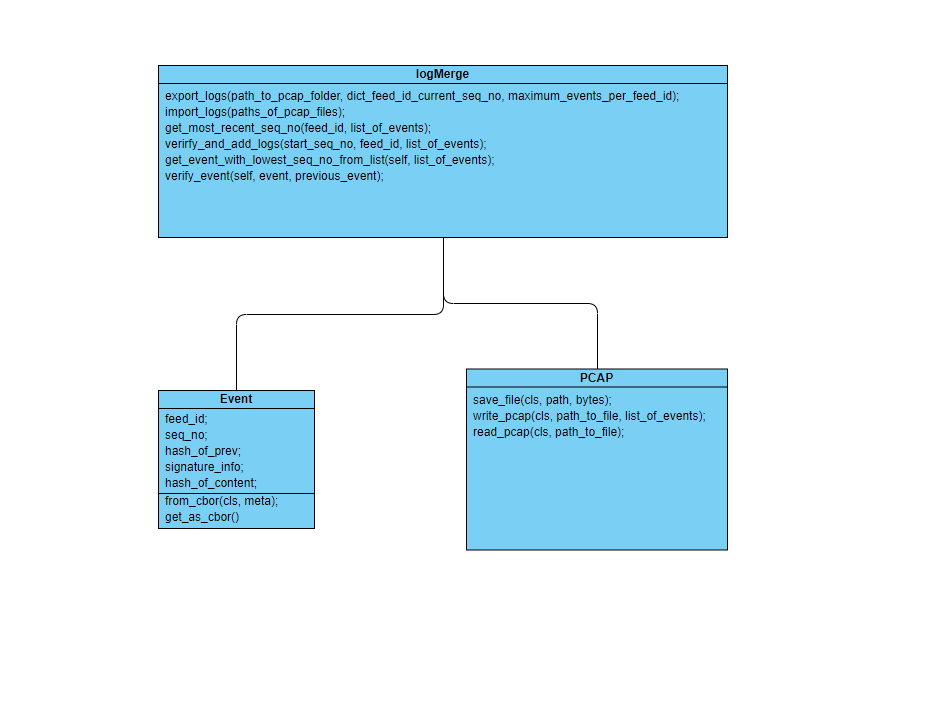 logMerge
export_logs(path_to_pcap_folder, dict_feed_id_current_seq_no, maximum_events_per_feed_id);
import_logs(paths_of_pcap_files);
get_most_recent_seq_no(feed_id, list_of_events);
verirfy_and_add_logs(start_seq_no, feed_id, list_of_events);
get_event_with_lowest_seq_no_from_list(self, list_of_events);
verify_event(self, event, previous_event);
Event
feed_id;
seq_no;
hash_of_prev;
signature_info;
hash_of_content;
from_cbor(cls, meta);
get_as_cbor()
PCAP
save_file(cls, path, bytes);
write_pcap(cls, path_to_file, list_of_events);
read_pcap(cls, path_to_file);